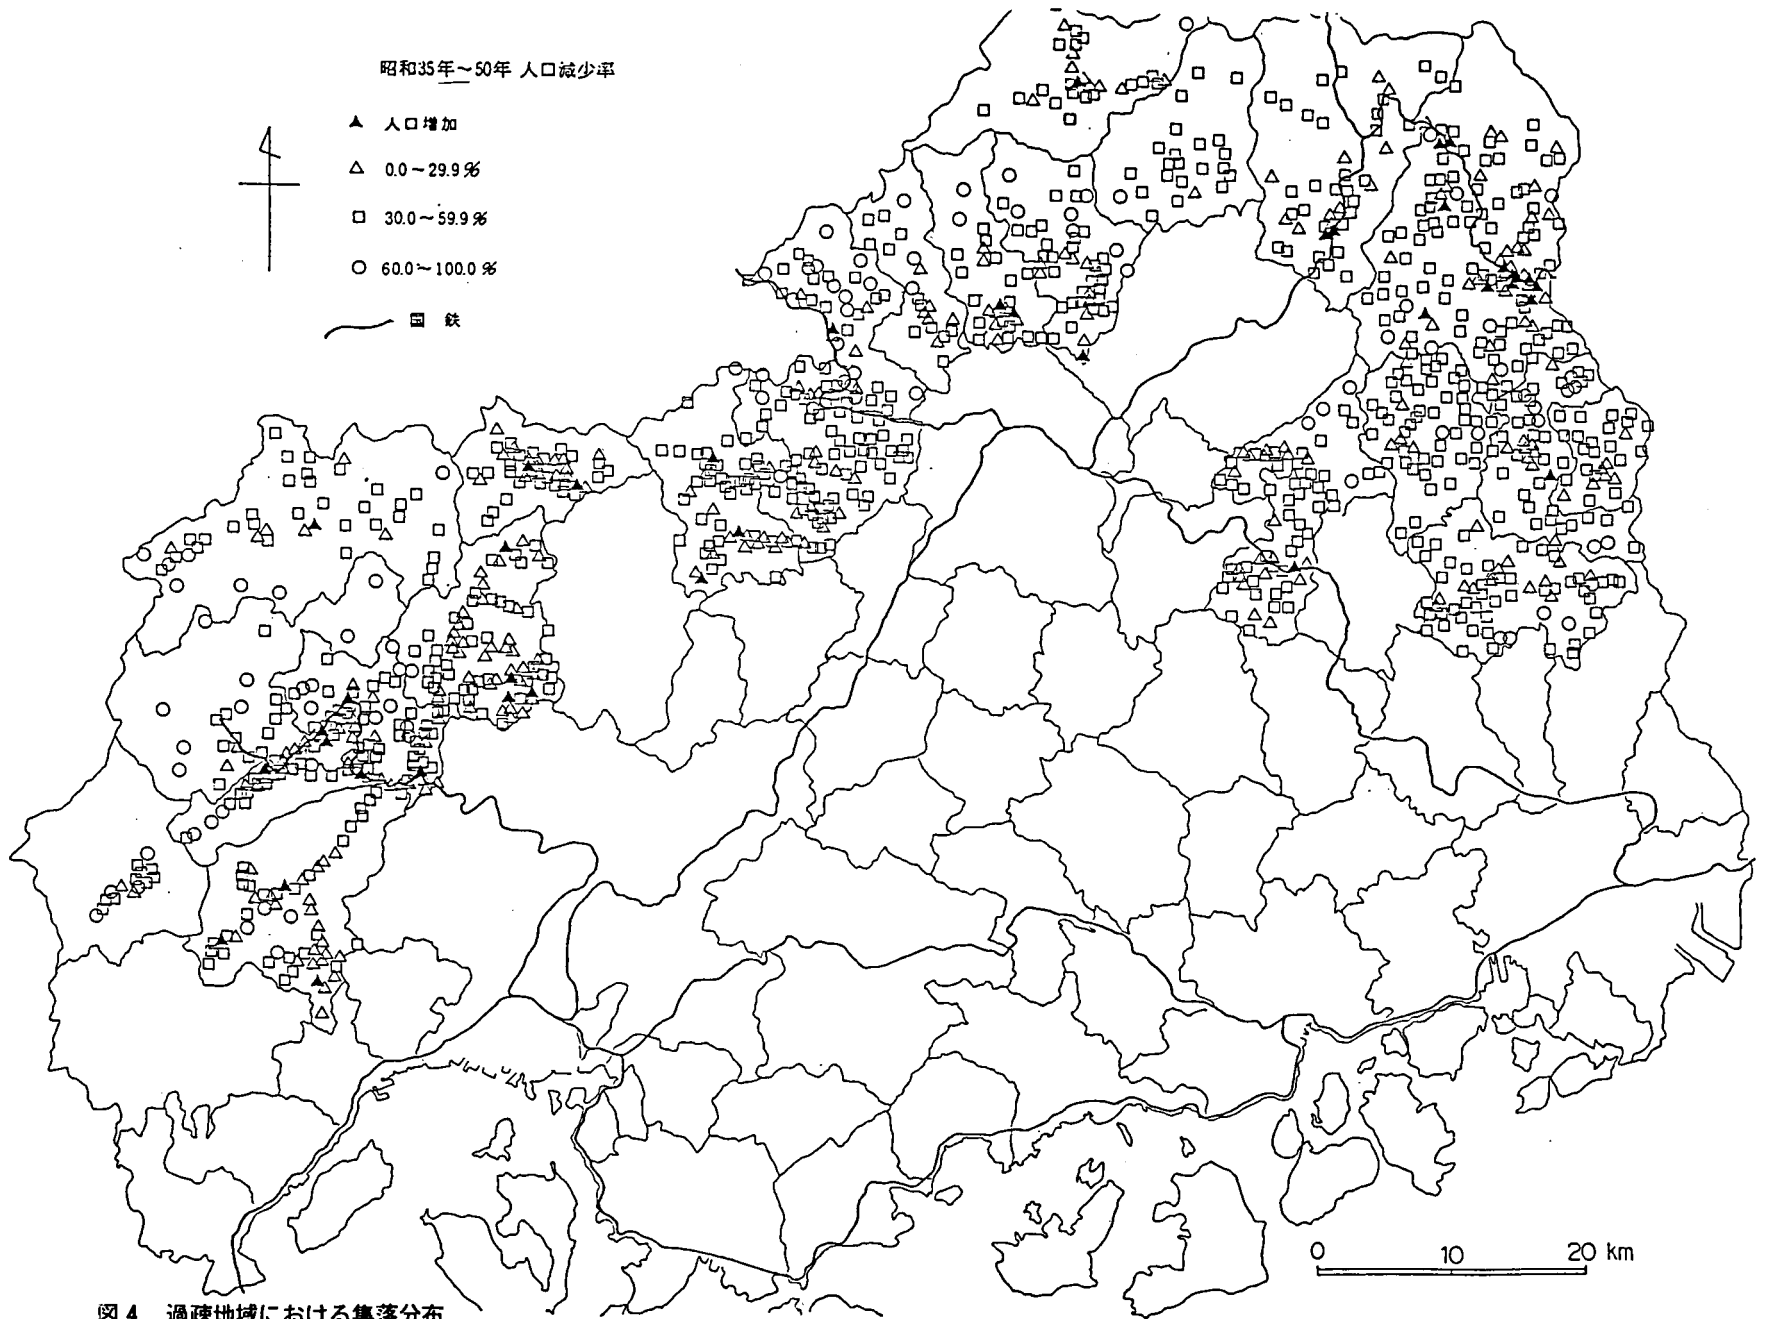 昭和35年~50年 人口減少率
人口増加
0.0~29.9%
30.0~59.9%
60.0~100.0%
国鉄
0 10 20 km
図4 過疎地域における集落分布